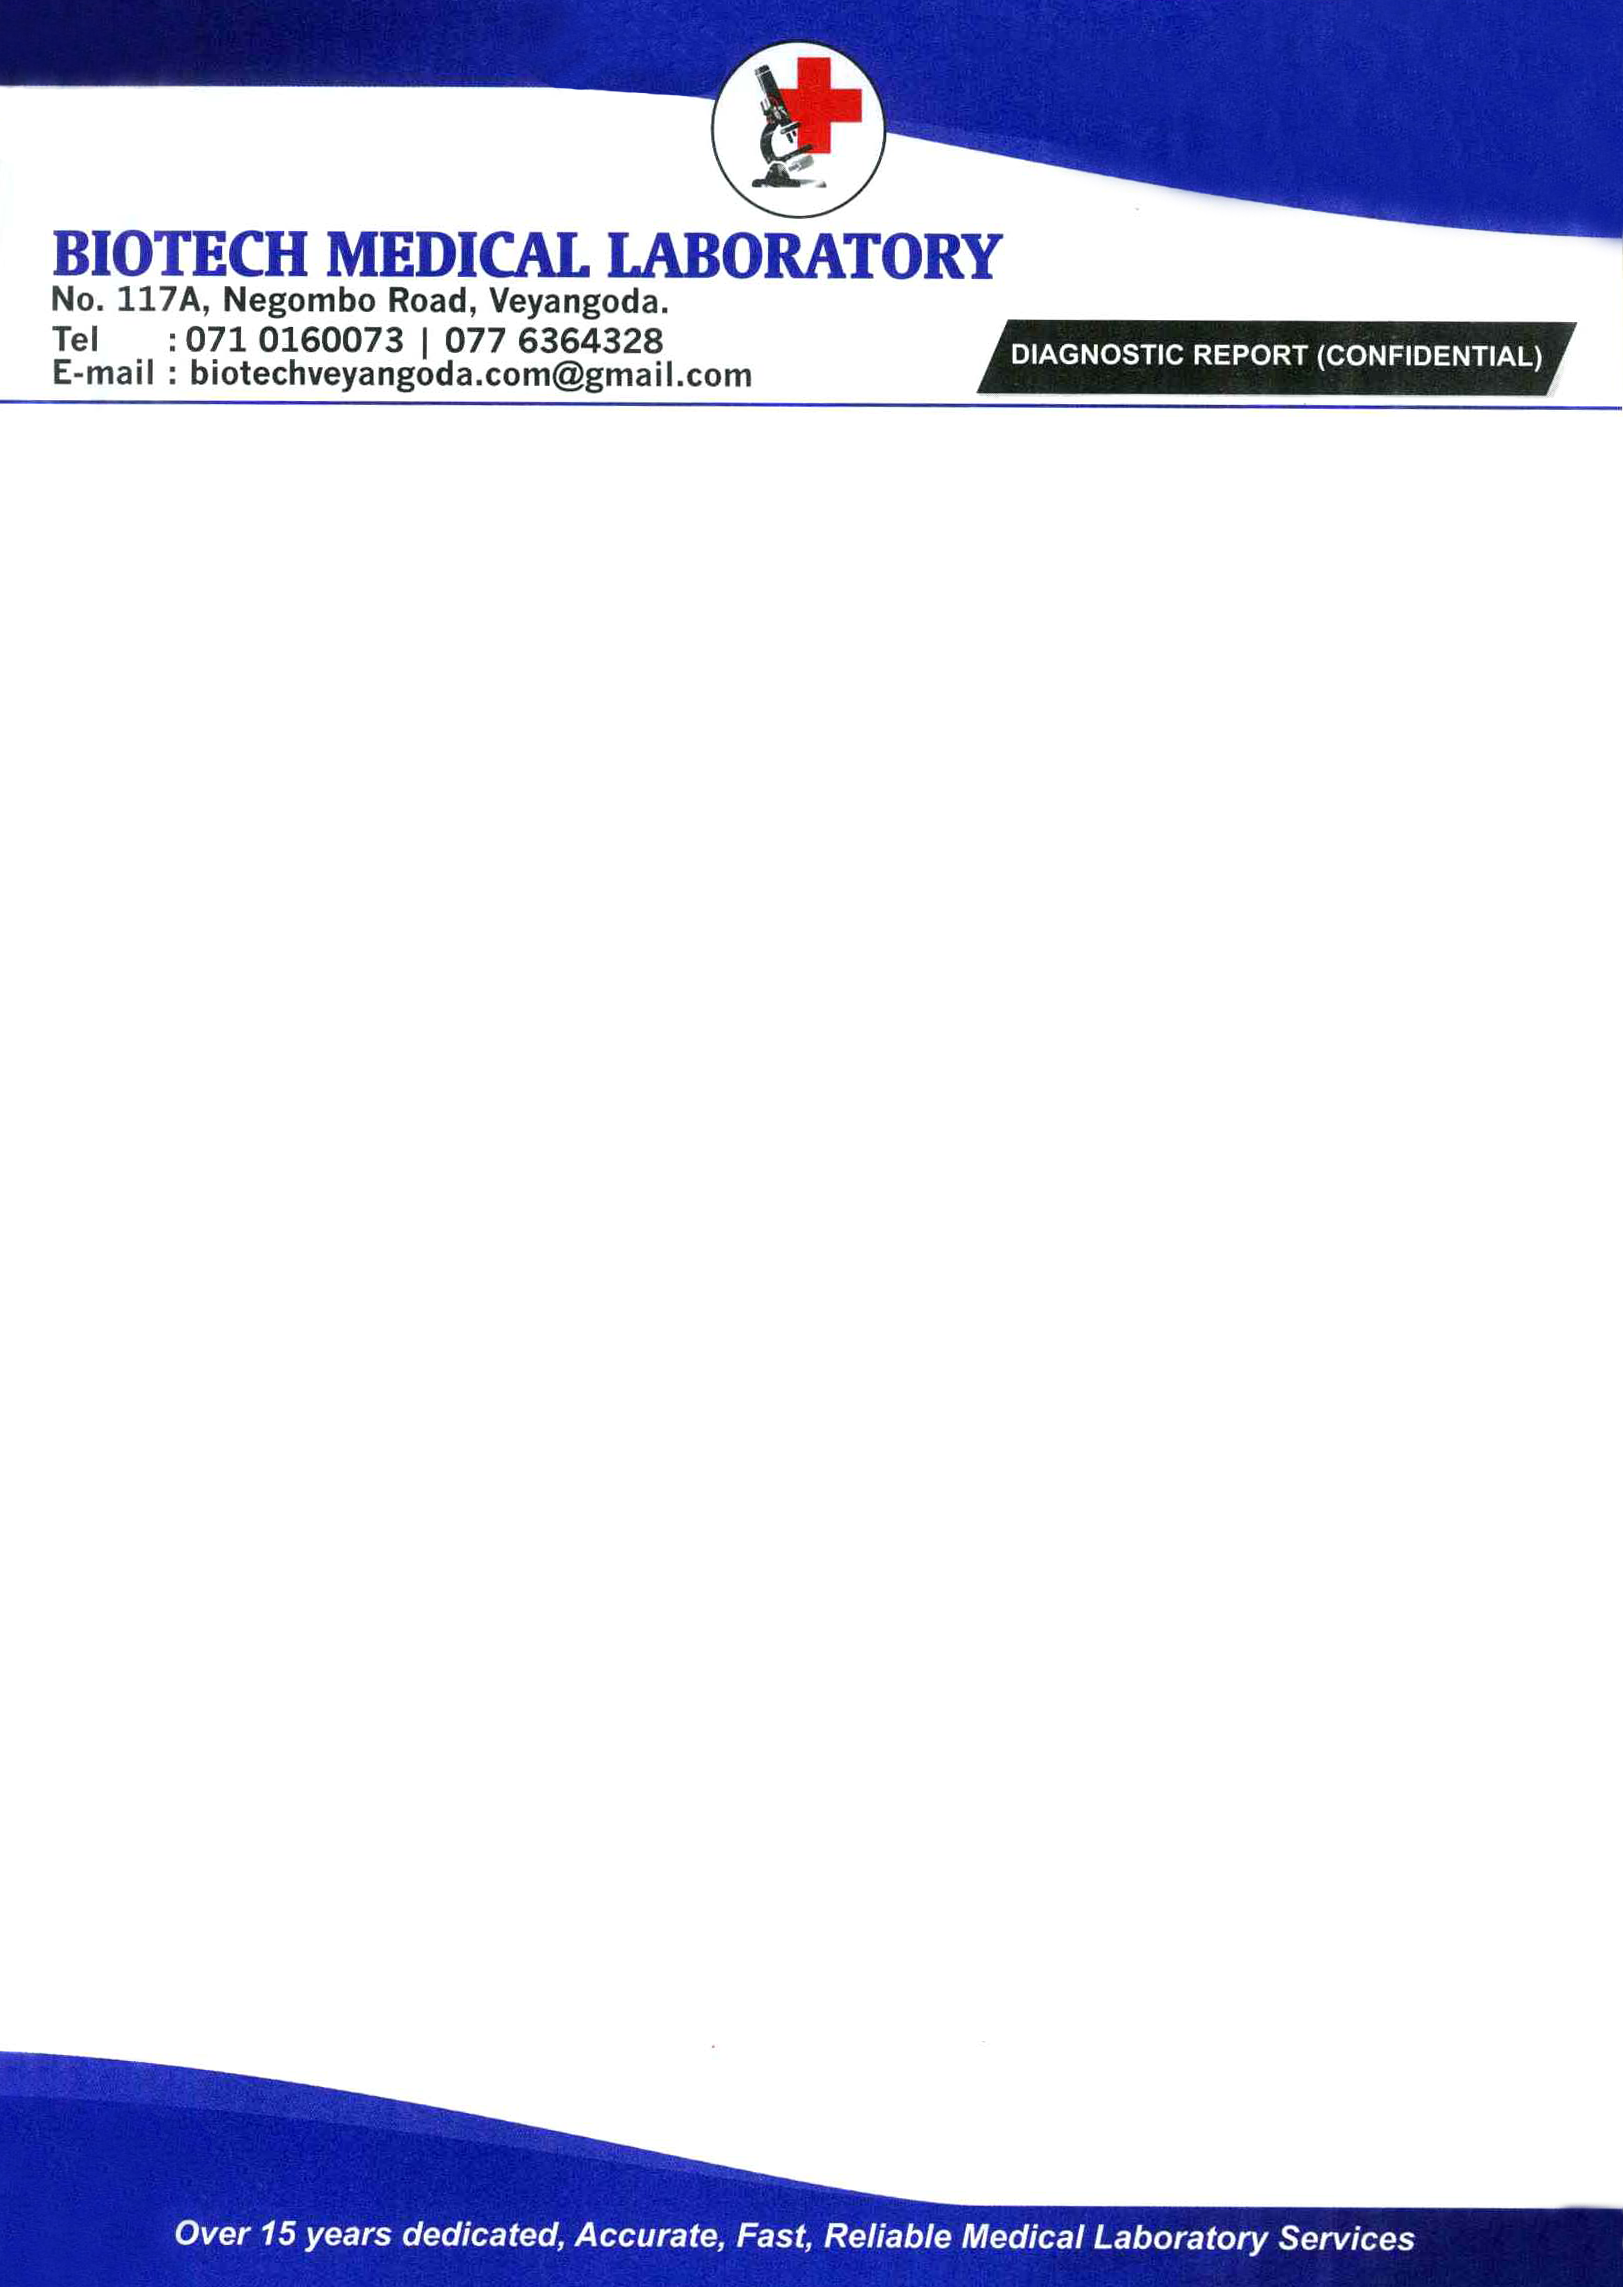 BIOTECH MEDICAL LABORATORY
No. 117A, Negombo Road, Veyangoda.
Tel : 071 0160073 | 077 6364328
E-mail : biotechveyangoda.com@gmail.com
DIAGNOSTIC REPORT (CONFIDENTIAL)
Over 15 years dedicated, Accurate, Fast, Reliable Medical Laboratory Services